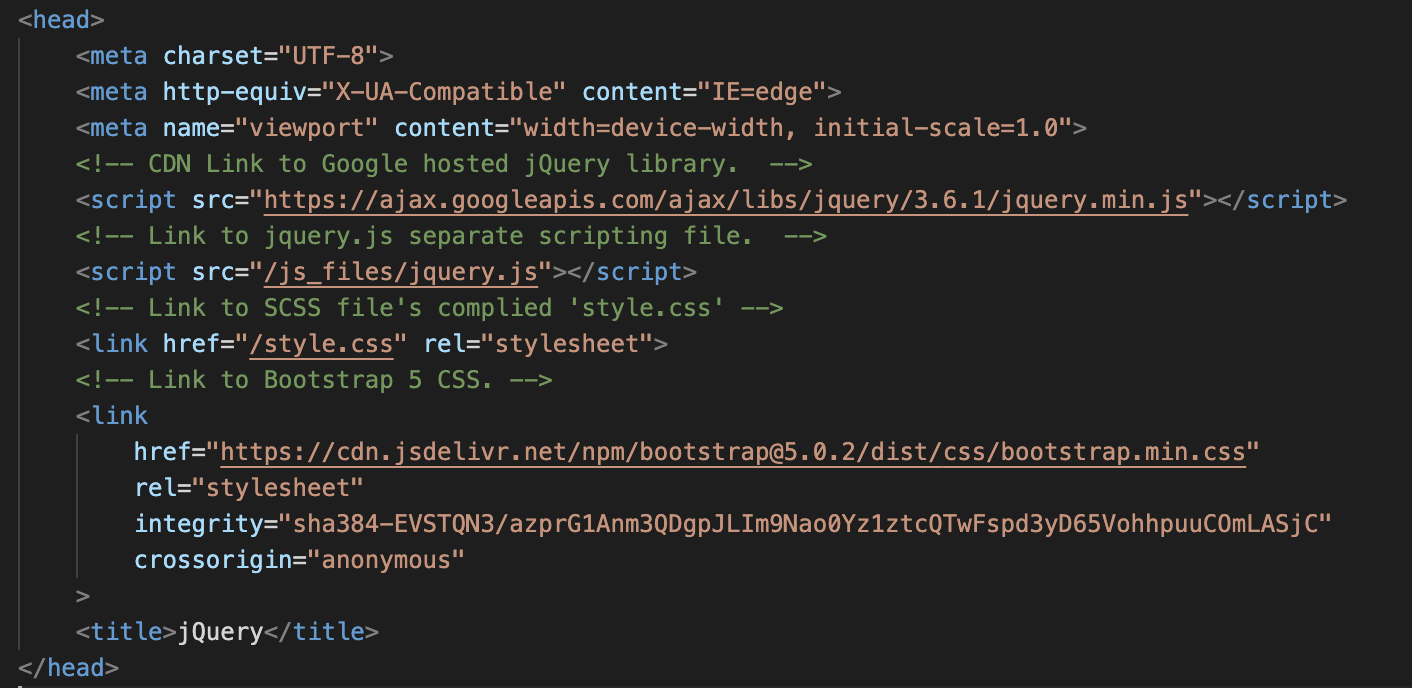 <head>
<meta charset="UTF-8">
<meta http-equiv="X-UA-Compatible" content="IE=edge">
<meta name="viewport" content="width=device-width, initial-scale=1.0">
<!-- CDN Link to Google hosted jQuery library.  -->
<script src="https://ajax.googleapis.com/ajax/libs/jquery/3.6.1/jquery.min.js"></script>
<!-- Link to jquery.js separate scripting file.  -->
<script src="/js_files/jquery.js"></script>
<!-- Link to SCSS file's complied 'style.css' -->
<link href="/style.css" rel="stylesheet">
<!-- Link to Bootstrap 5 CSS. -->
<link
href="https://cdn.jsdelivr.net/npm/bootstrap@5.0.2/dist/css/bootstrap.min.css"
rel="stylesheet"
integrity="sha384-EVSTQN3/azprG1Anm3QDgpJLIm9Nao0Yz1ztcQTwFspd3yD65VohhpuuCOmLASjC"
crossorigin="anonymous"
>
<title>jQuery</title>
</head>